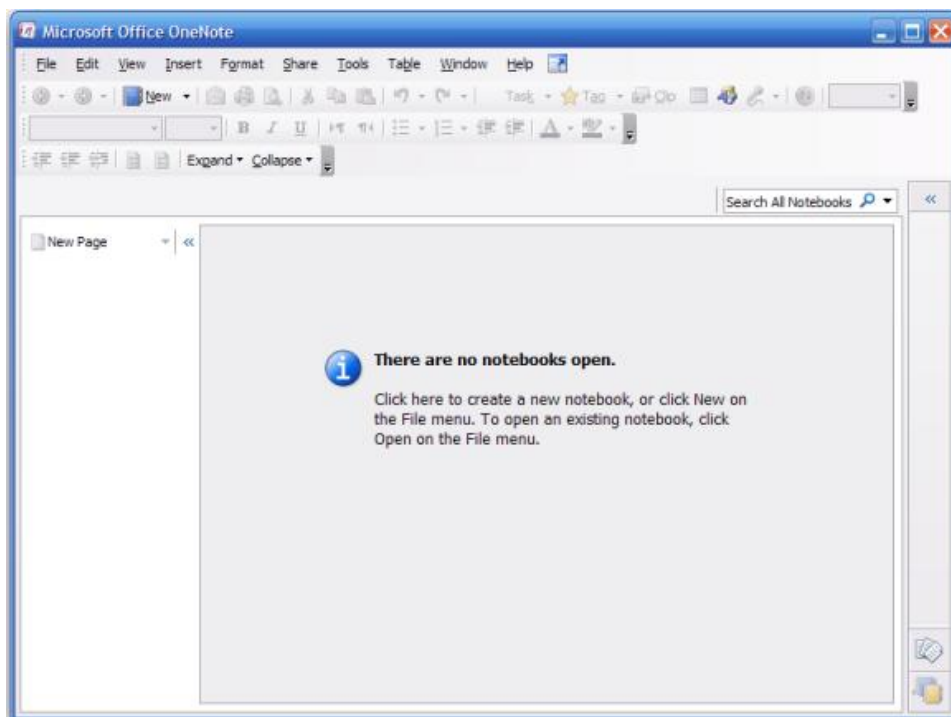 Microsoft Office OneNote
File Edit View Insert Format Share Tools Table Window Help
New Task Tag
B I U
Expand Collapse
Search All Notebooks
New Page
There are no notebooks open.
Click here to create a new notebook, or click New on
the File menu. To open an existing notebook, click
Open on the File menu.